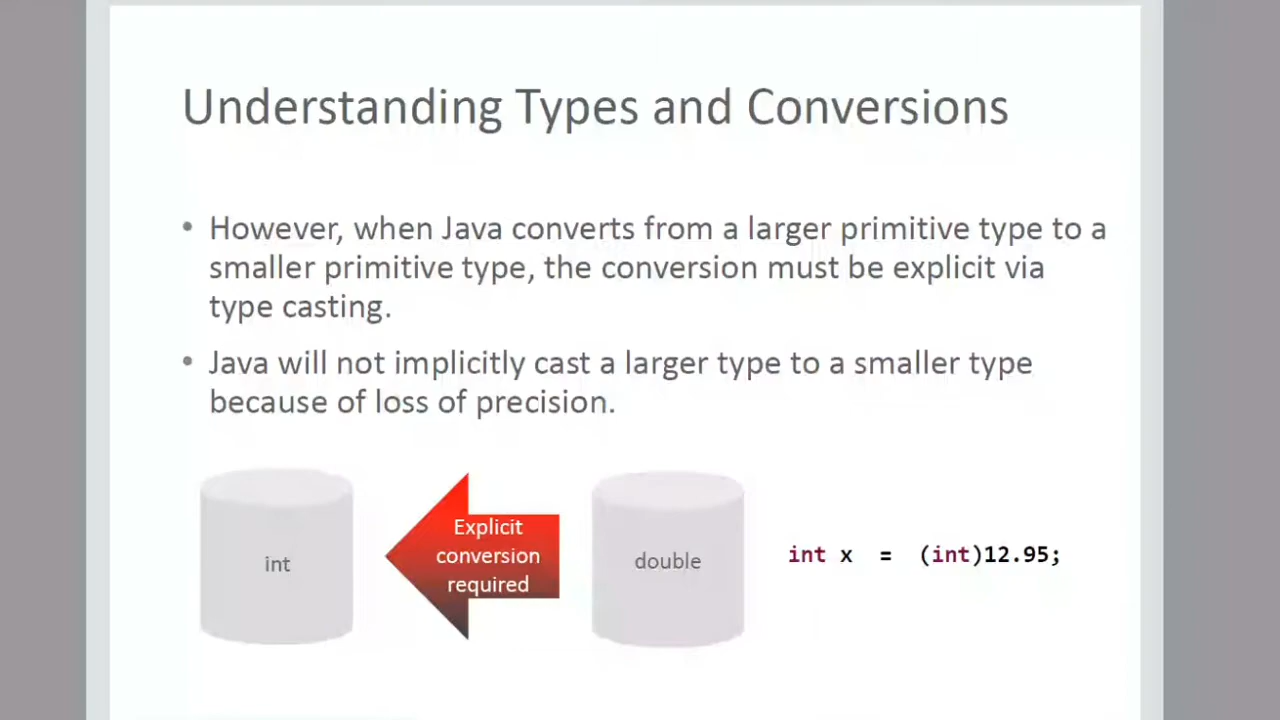 Understanding Types and Conversions
• However, when Java converts from a larger primitive type to a
smaller primitive type, the conversion must be explicit via
type casting.
• Java will not implicitly cast a larger type to a smaller type
because of loss of precision.
int
Explicit
conversion
required
double
int x = (int)12.95;